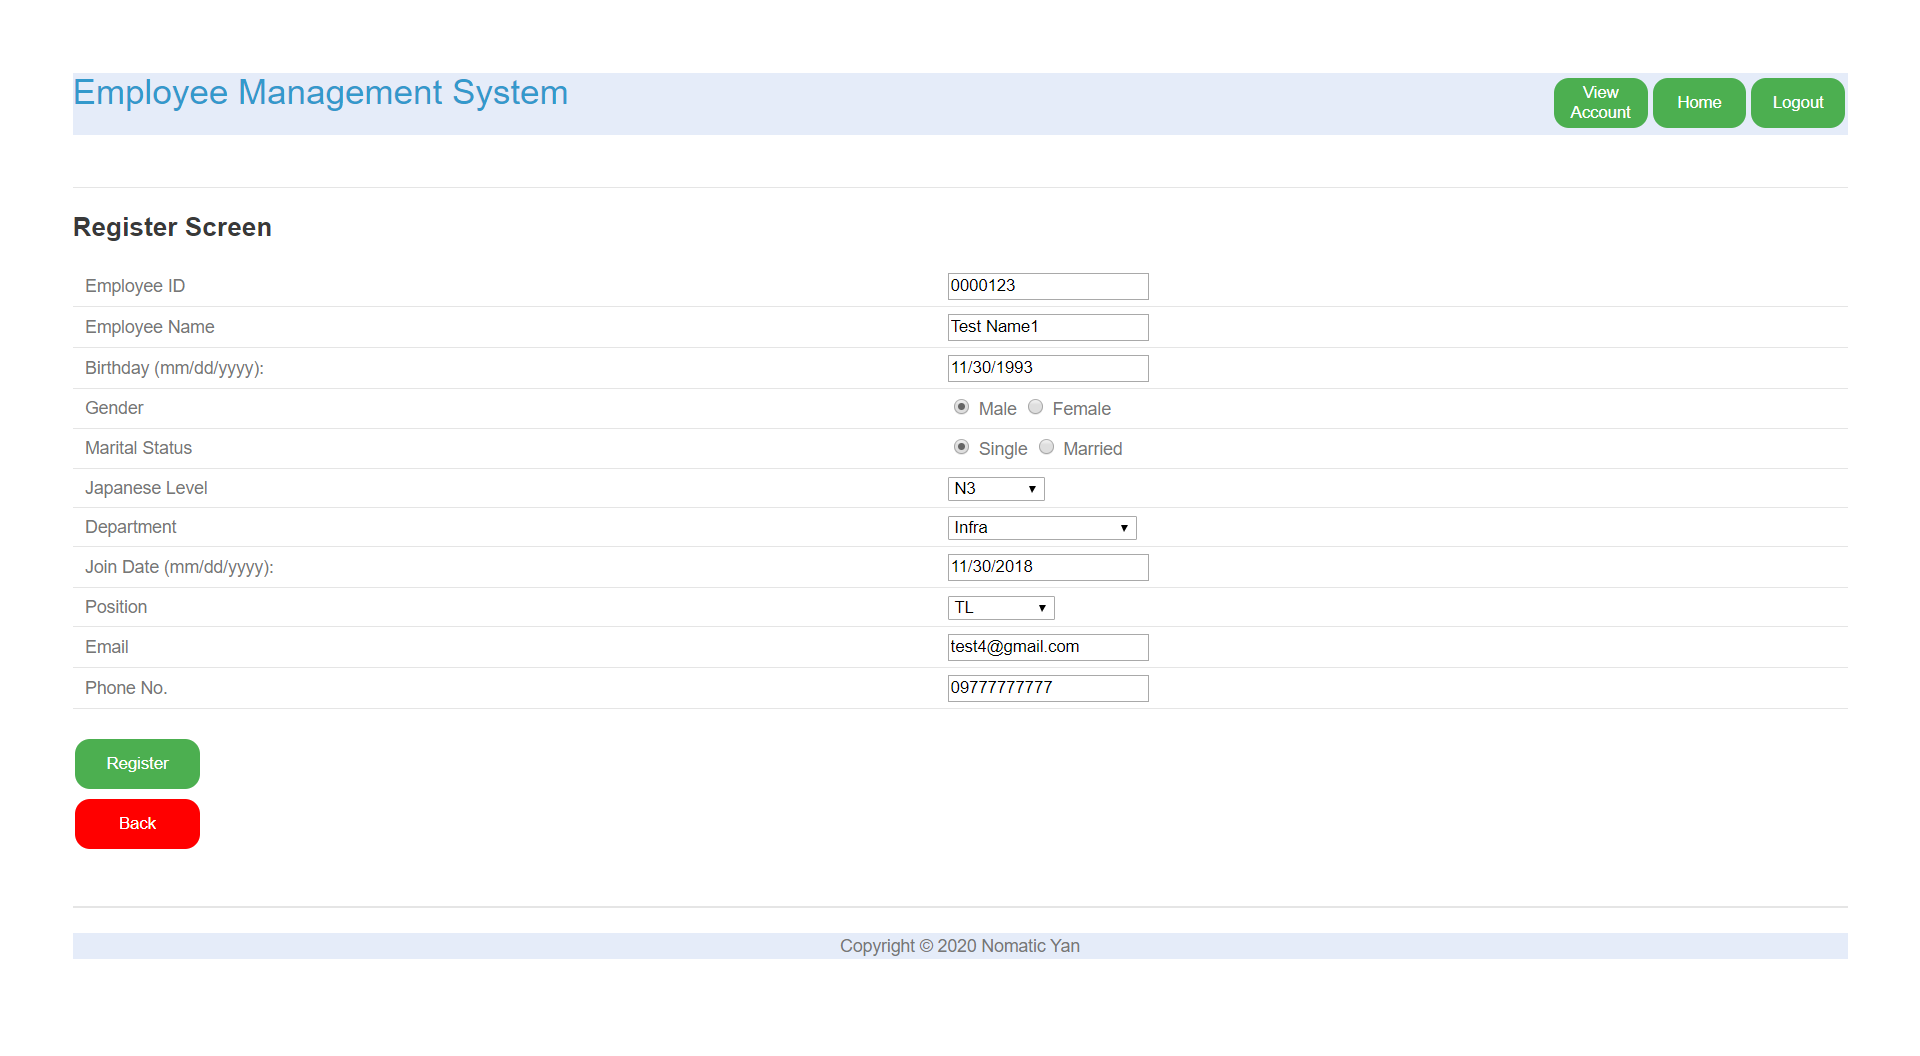 Employee Management System
View
Account
Home
Logout
Register Screen
Employee ID 0000123
Employee Name Test Name1
Birthday (mm/dd/yyyy): 11/30/1993
Gender Male Female
Marital Status Single Married
Japanese Level N3
Department Infra
Join Date (mm/dd/yyyy): 11/30/2018
Position TL
Email test4@gmail.com
Phone No. 09777777777
Register
Back
Copyright © 2020 Nomatic Yan